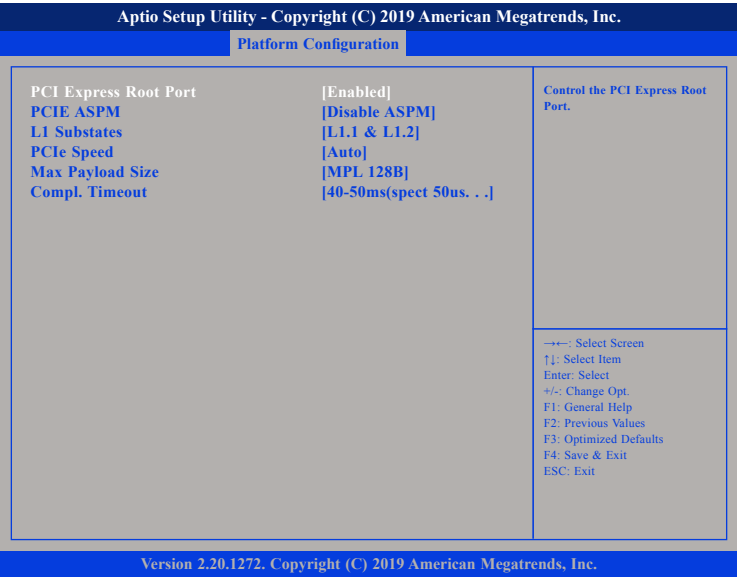 Aptio Setup Utility - Copyright (C) 2019 American Megatrends, Inc.
Platform Configuration
PCI Express Root Port [Enabled]
PCIE ASPM [Disable ASPM]
L1 Substates [L1.1 & L1.2]
PCIe Speed [Auto]
Max Payload Size [MPL 128B]
Compl. Timeout [40-50ms(spect 50us. . .]
Control the PCI Express Root
Port.
→←: Select Screen
↑↓: Select Item
Enter: Select
+/-: Change Opt.
F1: General Help
F2: Previous Values
F3: Optimized Defaults
F4: Save & Exit
ESC: Exit
Version 2.20.1272. Copyright (C) 2019 American Megatrends, Inc.